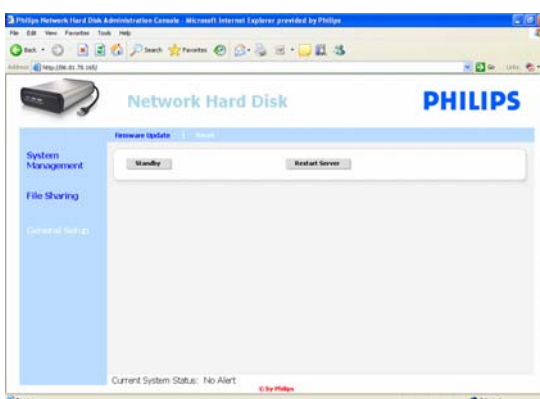 Philips Network Hard Disk Administration Console - Microsoft Internet Explorer provided by Philips
File Edit View Favorites Tools Help
Back Search Favorites
Address Go Links
Network Hard Disk
PHILIPS
Firmware Update | Reset
System
Management
Standby Restart Server
File Sharing
General Setup
Current System Status: No Alert
© by Philips